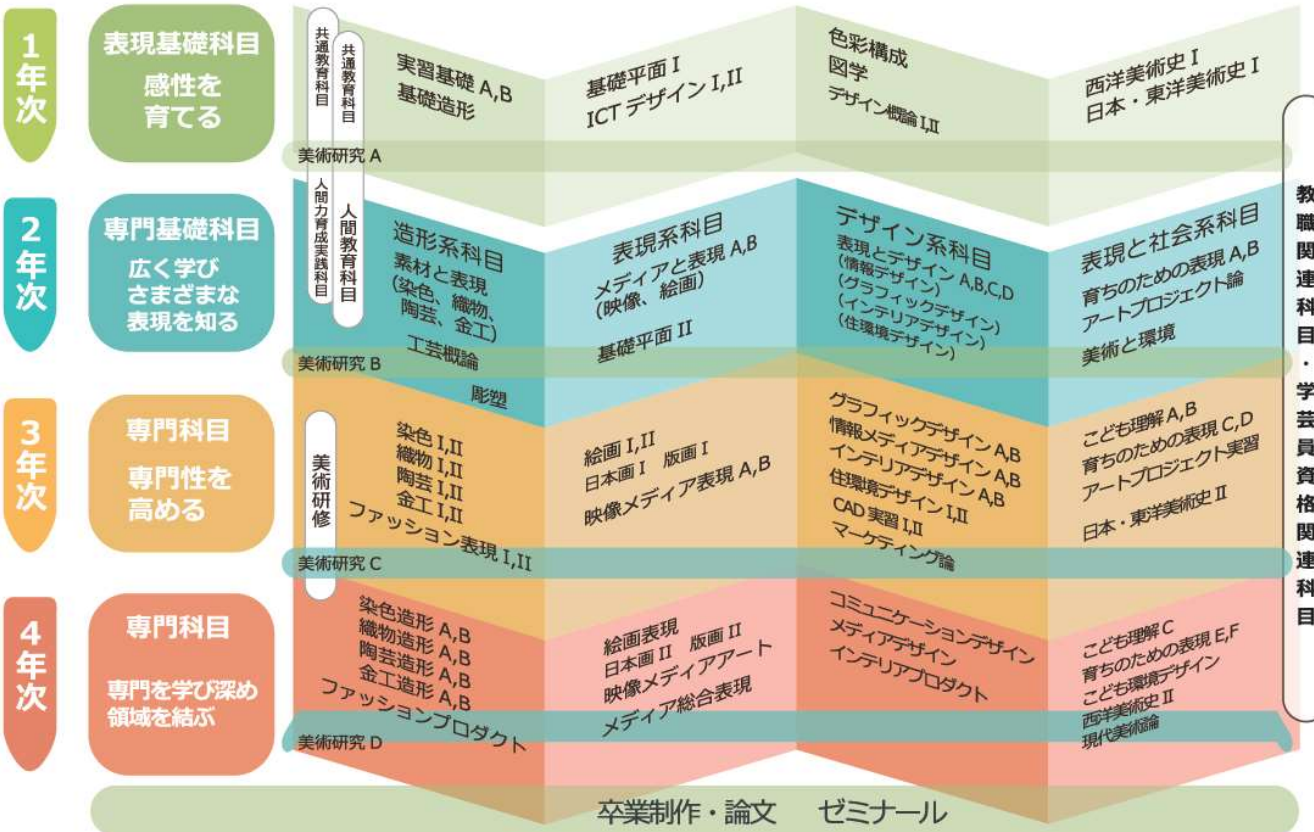 1年次
表現基礎科目
感性を
育てる
共通教育科目
共通教育科目
実習基礎 A,B
基礎造形
基礎平面 I
ICT デザイン I,II
色彩構成
図学
デザイン概論 I,II
西洋美術史 I
日本・東洋美術史 I
美術研究 A
2年次
専門基礎科目
広く学び
さまざまな
表現を知る
人間力育成実践科目
人間教育科目
造形系科目
素材と表現
(染色、織物、
陶芸、金工)
工芸概論
彫塑
表現系科目
メディアと表現 A,B
(映像、絵画)
基礎平面 II
デザイン系科目
表現とデザイン A,B,C,D
(情報デザイン)
(グラフィックデザイン)
(インテリアデザイン)
(住環境デザイン)
表現と社会系科目
育ちのための表現 A,B
アートプロジェクト論
美術と環境
美術研究 B
3年次
専門科目
専門性を
高める
美術研修
染色 I,II
織物 I,II
陶芸 I,II
金工 I,II
ファッション表現 I,II
絵画 I,II
日本画 I 版画 I
映像メディア表現 A,B
グラフィックデザイン A,B
情報メディアデザイン A,B
インテリアデザイン A,B
住環境デザイン I,II
CAD 実習 I,II
マーケティング論
こども理解 A,B
育ちのための表現 C,D
アートプロジェクト実習
日本・東洋美術史 II
美術研究 C
4年次
専門科目
専門を学び深め
領域を結ぶ
染色造形 A,B
織物造形 A,B
陶芸造形 A,B
金工造形 A,B
ファッションプロダクト
絵画表現
日本画 II 版画 II
映像メディアアート
メディア総合表現
コミュニケーションデザイン
メディアデザイン
インテリアプロダクト
こども理解 C
育ちのための表現 E,F
こども環境デザイン
西洋美術史 II
現代美術論
美術研究 D
教職関連科目・学芸員資格関連科目
卒業制作・論文 ゼミナール